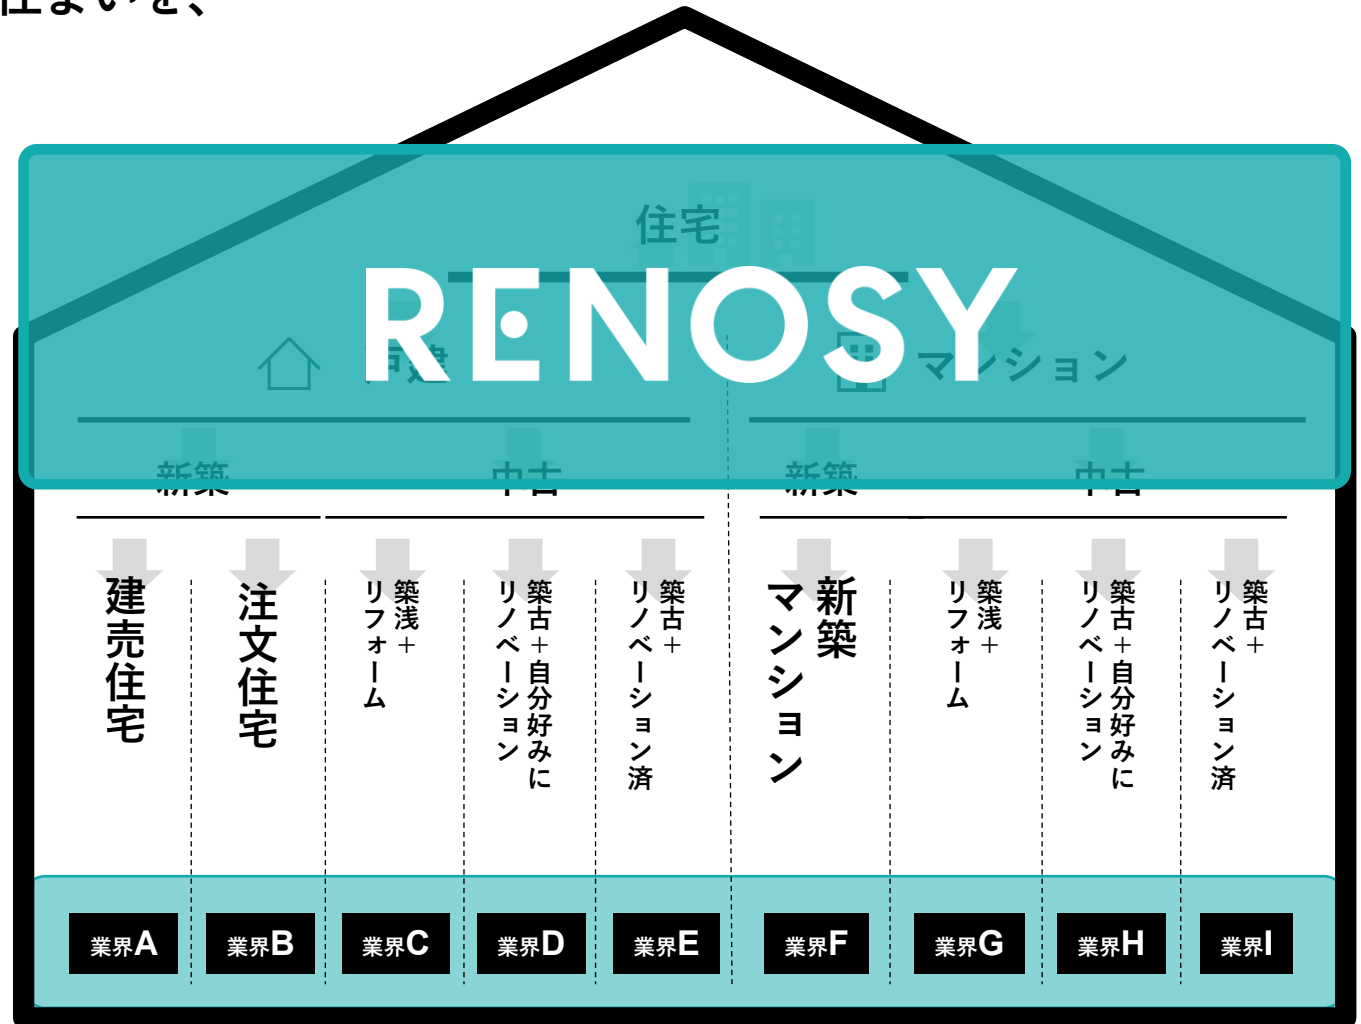 住まいを、
住宅
RENOSY
戸建
マンション
新築
中古
新築
中古
建売住宅
注文住宅
築浅＋
リフォーム
築古＋自分好みに
リノベーション
築古＋
リノベーション済
新築
マンション
築浅＋
リフォーム
築古＋自分好みに
リノベーション
築古＋
リノベーション済
業界A
業界B
業界C
業界D
業界E
業界F
業界G
業界H
業界I